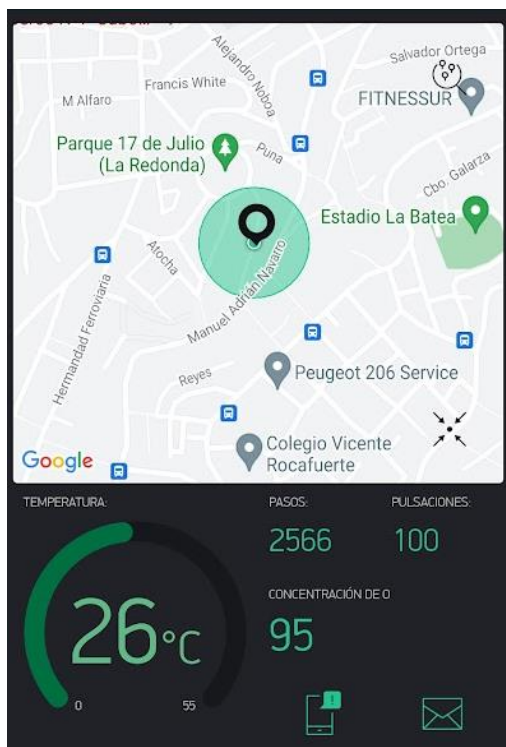 Alejandro
Noboa
Salvador Ortega
Francis White
FITNESSUR
M Alfaro
Parque 17 de Julio
(La Redonda)
Puna
Cbo. Galarza
Estadio La Batea
Atocha
Manuel Adrián Navarro
Hermandad Ferroviaria
Reyes
Peugeot 206 Service
Colegio Vicente
Rocafuerte
Google
TEMPERATURA:
PASOS:
PULSACIONES:
2566
100
26°C
CONCENTRACIÓN DE O
95
0
55